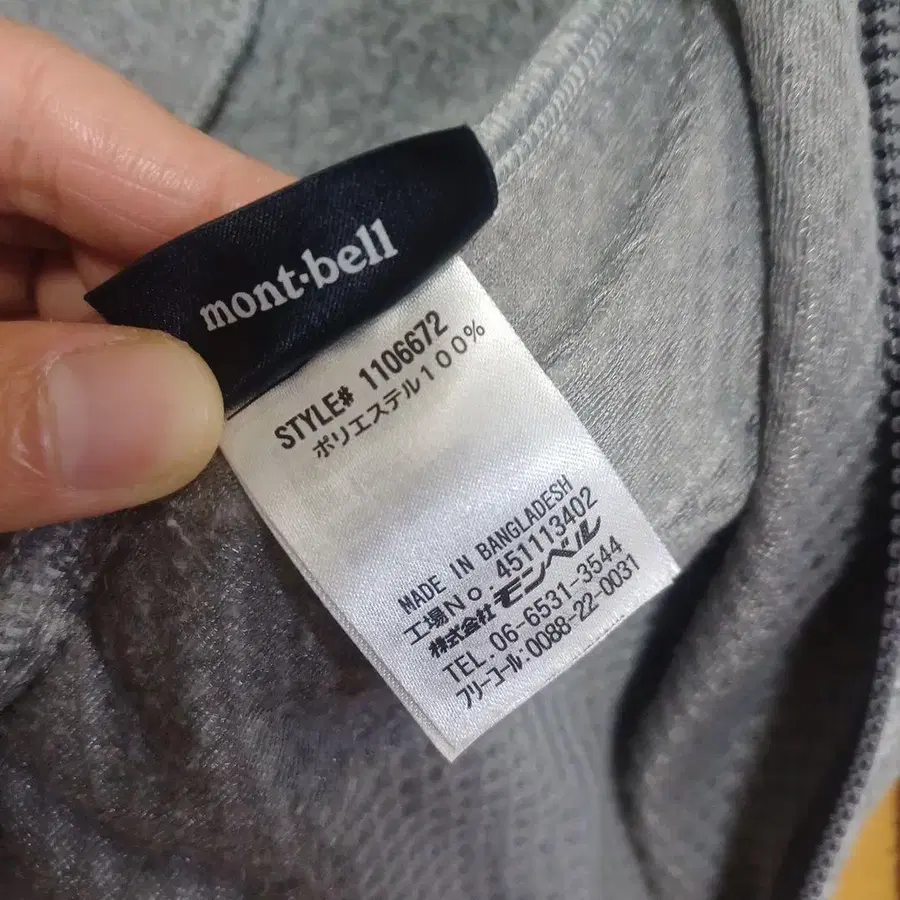 mont-bell
STYLE# 1106672
ポリエステル100%
MADE IN BANGLADESH
工場No. 451113402
株式会社 モンベル
TEL. 06-6531-3544
フリーコール:0088-22-0031